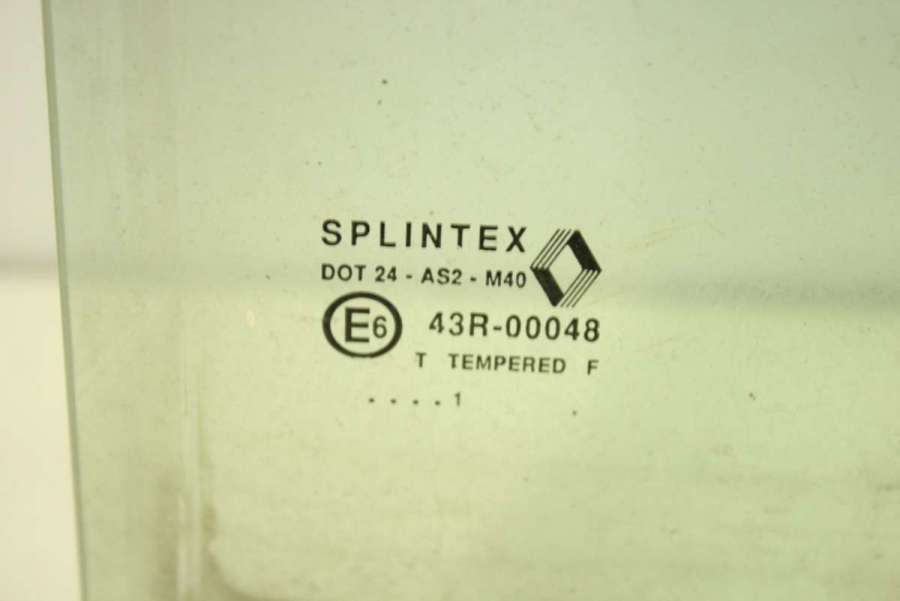 SPLINTEX
DOT 24 - AS2 - M40
E6 43R-00048
T TEMPERED F
. . . . 1